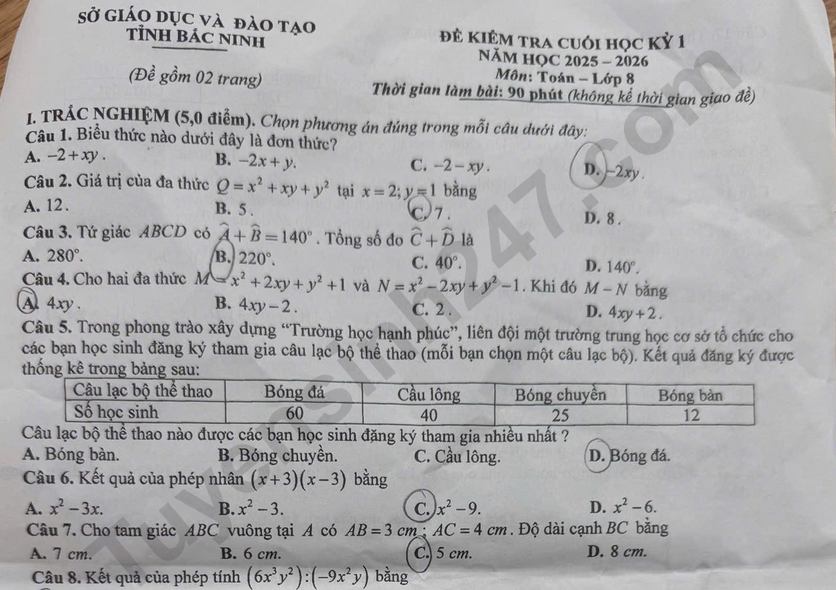 SỞ GIÁO DỤC VÀ ĐÀO TẠO
TỈNH BẮC NINH
(Đề gồm 02 trang)
ĐỀ KIỂM TRA CUỐI HỌC KỲ 1
NĂM HỌC 2025 – 2026
Môn: Toán – Lớp 8
Thời gian làm bài: 90 phút (không kể thời gian giao đề)
I. TRẮC NGHIỆM (5,0 điểm). Chọn phương án đúng trong mỗi câu dưới đây:
Câu 1. Biểu thức nào dưới đây là đơn thức?
A. −2 + xy. B. −2x + y. C. −2 − xy. D. −2xy.
Câu 2. Giá trị của đa thức Q = x² + xy + y² tại x = 2; y = 1 bằng
A. 12. B. 5. C. 7. D. 8.
Câu 3. Tứ giác ABCD có Â + B̂ = 140°. Tổng số đo Ĉ + D̂ là
A. 280°. B. 220°. C. 40°. D. 140°.
Câu 4. Cho hai đa thức M = x² + 2xy + y² + 1 và N = x² − 2xy + y² − 1. Khi đó M − N bằng
A. 4xy. B. 4xy − 2. C. 2. D. 4xy + 2.
Câu 5. Trong phong trào xây dựng “Trường học hạnh phúc”, liên đội một trường trung học cơ sở tổ chức cho
các bạn học sinh đăng ký tham gia câu lạc bộ thể thao (mỗi bạn chọn một câu lạc bộ). Kết quả đăng ký được
thống kê trong bảng sau:
Câu lạc bộ thể thao Bóng đá Cầu lông Bóng chuyền Bóng bàn
Số học sinh 60 40 25 12
Câu lạc bộ thể thao nào được các bạn học sinh đăng ký tham gia nhiều nhất ?
A. Bóng bàn. B. Bóng chuyền. C. Cầu lông. D. Bóng đá.
Câu 6. Kết quả của phép nhân (x + 3)(x − 3) bằng
A. x² − 3x. B. x² − 3. C. x² − 9. D. x² − 6.
Câu 7. Cho tam giác ABC vuông tại A có AB = 3 cm ; AC = 4 cm. Độ dài cạnh BC bằng
A. 7 cm. B. 6 cm. C. 5 cm. D. 8 cm.
Câu 8. Kết quả của phép tính (6x³y²) : (−9x²y) bằng
Tuyensinh247.com